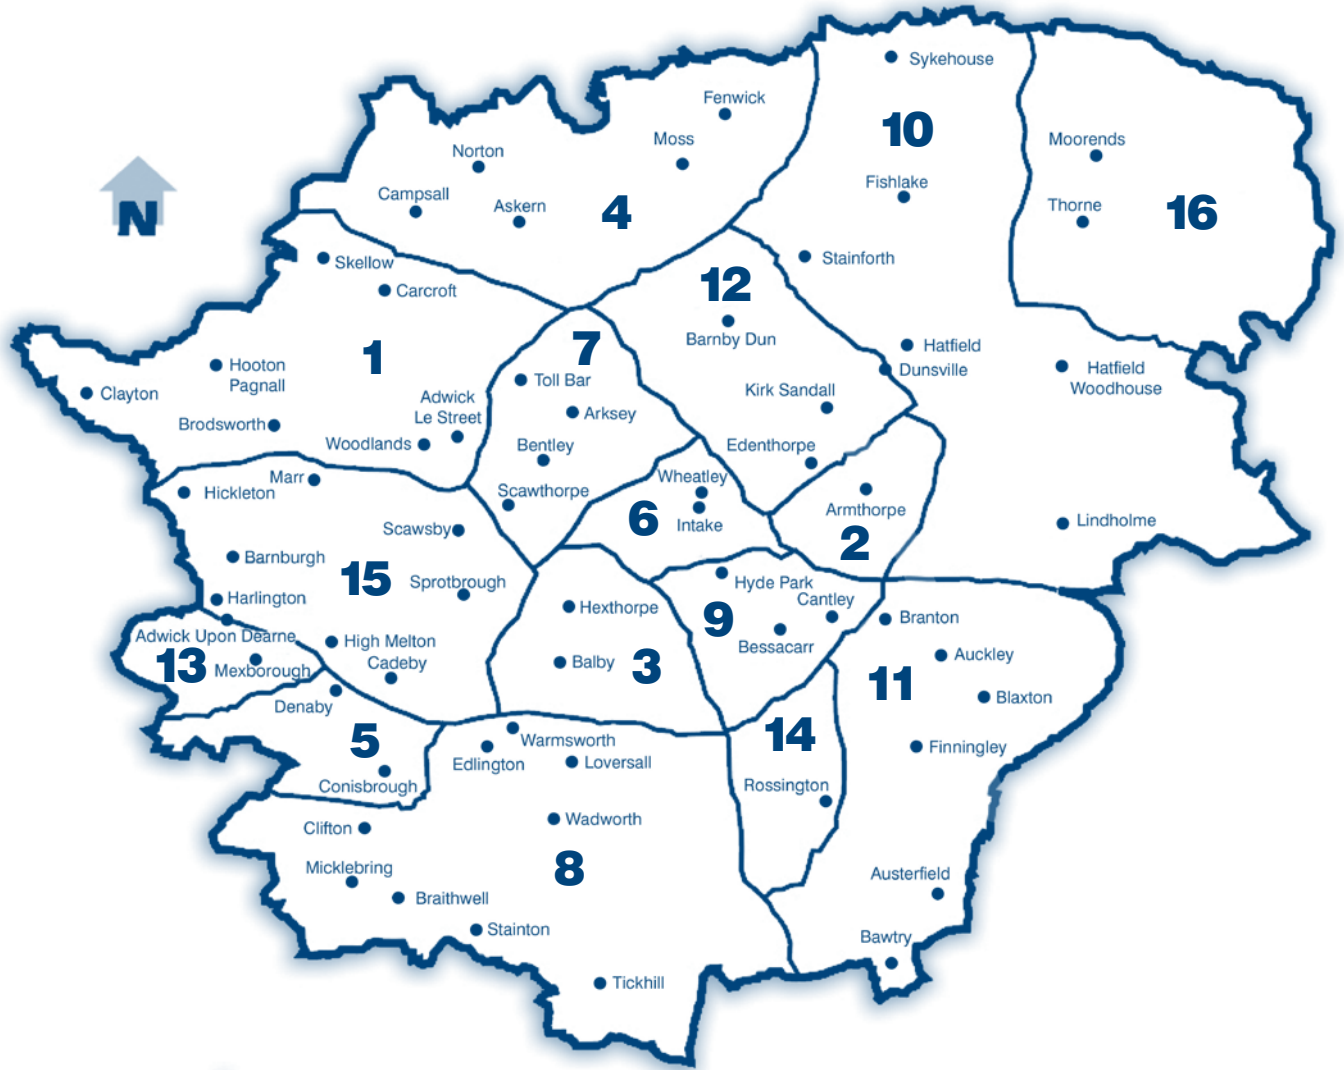 Sykehouse
Fenwick
10
Moss
Moorends
Norton
Fishlake
Campsall
Askern
4
Thorne
16
N
Skellow
Stainforth
Carcroft
12
Barnby Dun
7
Hatfield
1
Hooton
Pagnall
Toll Bar
Dunsville
Hatfield
Woodhouse
Clayton
Adwick
Le Street
Kirk Sandall
Arksey
Brodsworth
Woodlands
Bentley
Edenthorpe
Marr
Wheatley
Hickleton
Scawthorpe
Armthorpe
6
Intake
Lindholme
Scawsby
2
Barnburgh
15
Sprotbrough
Hyde Park
Harlington
Cantley
Hexthorpe
9
Branton
Adwick Upon Dearne
High Melton
Bessacarr
13
Mexborough
Cadeby
Balby
3
Auckley
11
Blaxton
Denaby
14
5
Warmsworth
Finningley
Edlington
Loversall
Conisbrough
Rossington
Clifton
Wadworth
Micklebring
8
Austerfield
Braithwell
Stainton
Bawtry
Tickhill